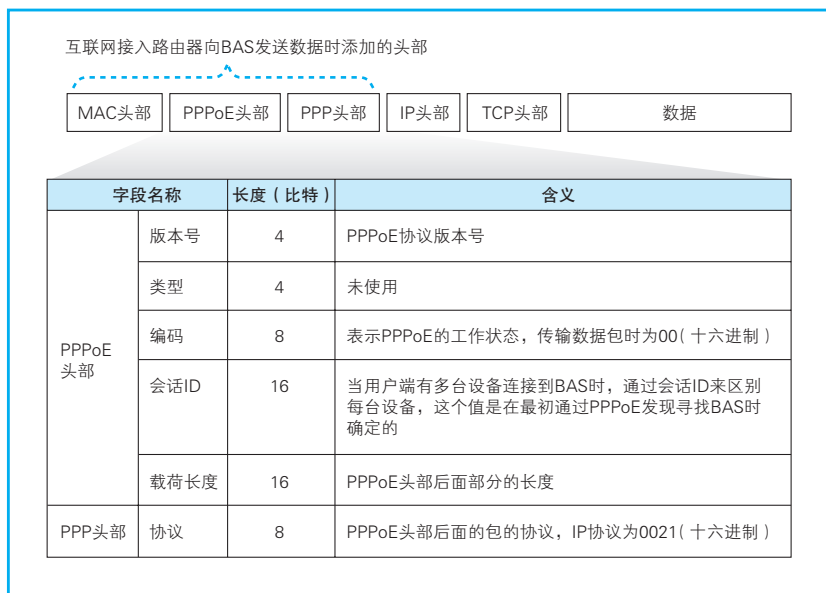 互联网接入路由器向BAS发送数据时添加的头部
MAC头部 PPPoE头部 PPP头部 IP头部 TCP头部 数据
字段名称 长度（比特） 含义
PPPoE头部
版本号 4 PPPoE协议版本号
类型 4 未使用
编码 8 表示PPPoE的工作状态，传输数据包时为00（十六进制）
会话ID 16 当用户端有多台设备连接到BAS时，通过会话ID来区别
每台设备，这个值是在最初通过PPPoE发现寻找BAS时
确定的
载荷长度 16 PPPoE头部后面部分的长度
PPP头部 协议 8 PPPoE头部后面的包的协议，IP协议为0021（十六进制）